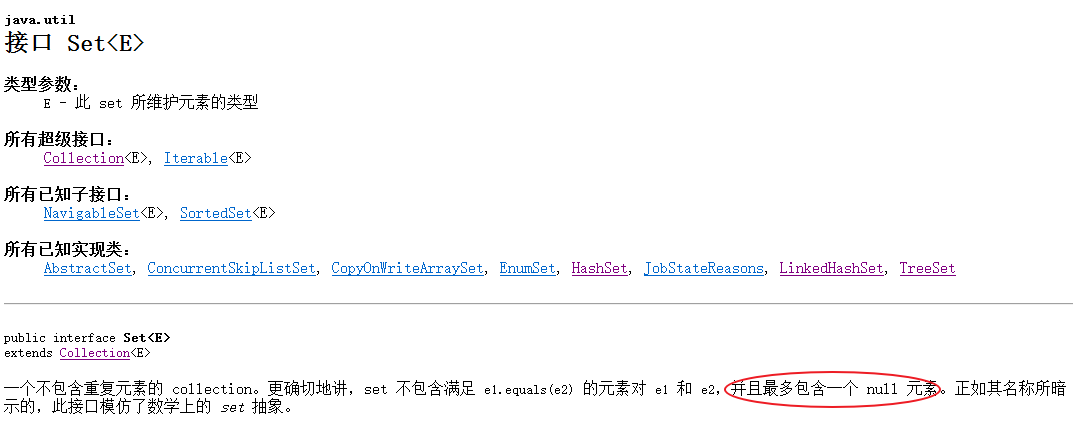 java.util
接口 Set<E>
类型参数：
E - 此 set 所维护元素的类型
所有超级接口：
Collection<E>, Iterable<E>
所有已知子接口：
NavigableSet<E>, SortedSet<E>
所有已知实现类：
AbstractSet, ConcurrentSkipListSet, CopyOnWriteArraySet, EnumSet, HashSet, JobStateReasons, LinkedHashSet, TreeSet
public interface Set<E>
extends Collection<E>
一个不包含重复元素的 collection。更确切地讲，set 不包含满足 e1.equals(e2) 的元素对 e1 和 e2，并且最多包含一个 null 元素。正如其名称所暗
示的，此接口模仿了数学上的 set 抽象。